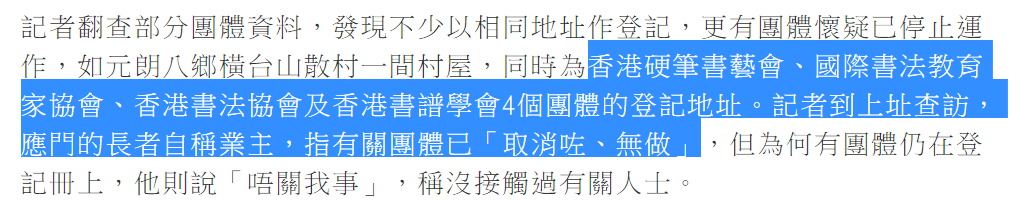 記者翻查部分團體資料，發現不少以相同地址作登記，更有團體懷疑已停止運
作，如元朗八鄉橫台山散村一間村屋，同時為香港硬筆書藝會、國際書法教育
家協會、香港書法協會及香港書譜學會4個團體的登記地址。記者到上址查訪，
應門的長者自稱業主，指有關團體已「取消咗、無做」，但為何有團體仍在登
記冊上，他則說「唔關我事」，稱沒接觸過有關人士。